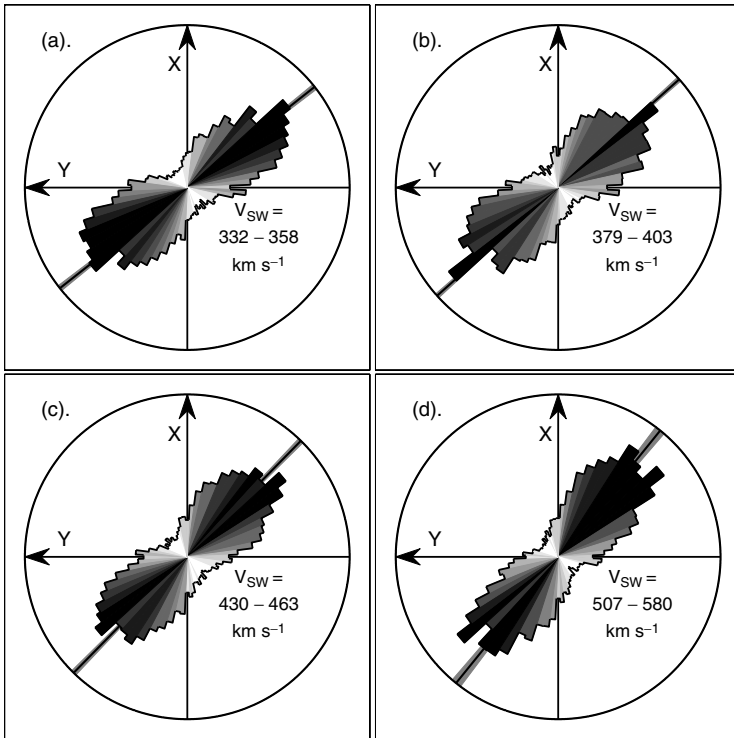 (a).
X
Y
V_SW =
332 – 358
km s⁻¹
(b).
X
Y
V_SW =
379 – 403
km s⁻¹
(c).
X
Y
V_SW =
430 – 463
km s⁻¹
(d).
X
Y
V_SW =
507 – 580
km s⁻¹